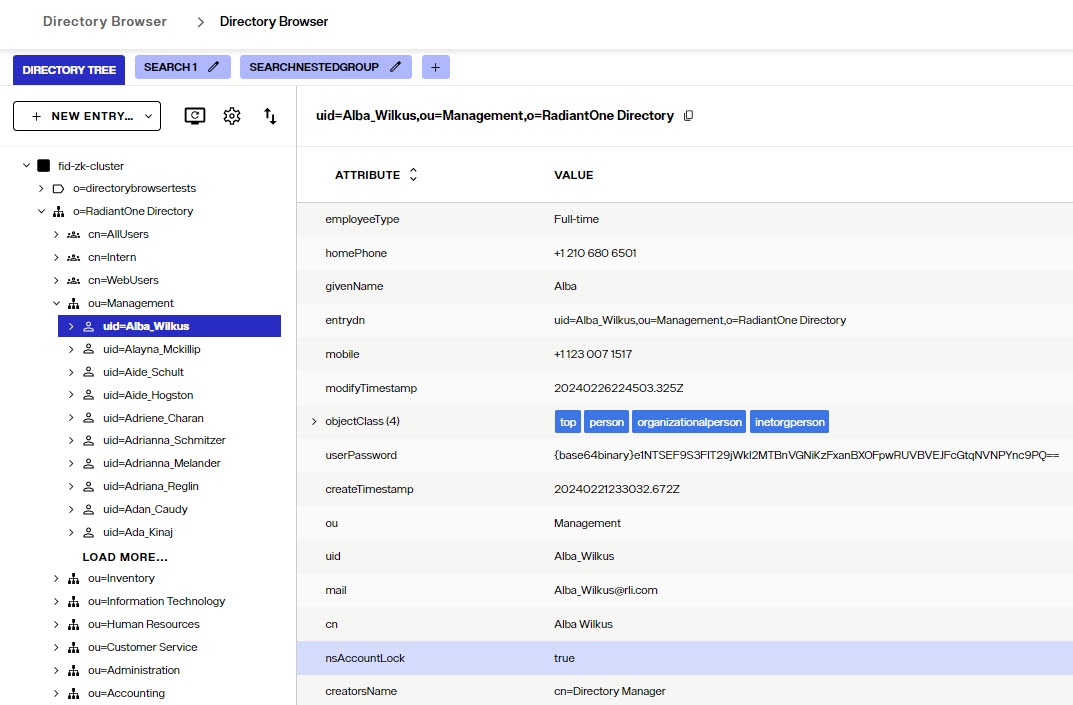 Directory Browser > Directory Browser
DIRECTORY TREE SEARCH 1 SEARCHNESTEDGROUP +
+ NEW ENTRY...
uid=Alba_Wilkus,ou=Management,o=RadiantOne Directory
fid-zk-cluster
o=directorybrowsertests
o=RadiantOne Directory
cn=AllUsers
cn=Intern
cn=WebUsers
ou=Management
uid=Alba_Wilkus
uid=Alayna_Mckillip
uid=Aide_Schult
uid=Aide_Hogston
uid=Adriene_Charan
uid=Adrianna_Schmitzer
uid=Adrianna_Melander
uid=Adriana_Reglin
uid=Adan_Caudy
uid=Ada_Kinaj
LOAD MORE...
ou=Inventory
ou=Information Technology
ou=Human Resources
ou=Customer Service
ou=Administration
ou=Accounting
ATTRIBUTE VALUE
employeeType Full-time
homePhone +1 210 680 6501
givenName Alba
entrydn uid=Alba_Wilkus,ou=Management,o=RadiantOne Directory
mobile +1 123 007 1517
modifyTimestamp 20240226224503.325Z
objectClass (4) top person organizationalperson inetorgperson
userPassword
createTimestamp 20240221233032.672Z
ou Management
uid Alba_Wilkus
mail Alba_Wilkus@rli.com
cn Alba Wilkus
nsAccountLock true
creatorsName cn=Directory Manager